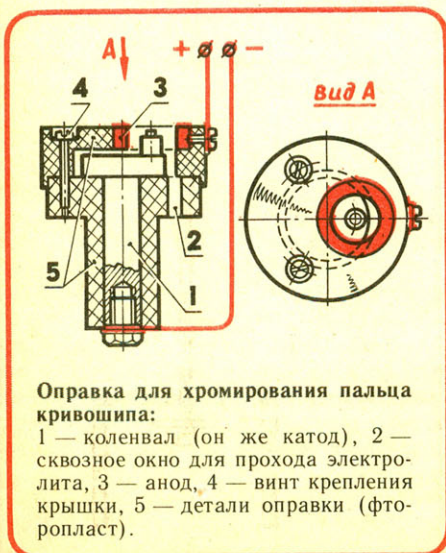 А + −
4 3
вид А
2
5 1
Оправка для хромирования пальца
кривошипа:
1 — коленвал (он же катод), 2 —
сквозное окно для прохода электро-
лита, 3 — анод, 4 — винт крепления
крышки, 5 — детали оправки (фто-
ропласт).